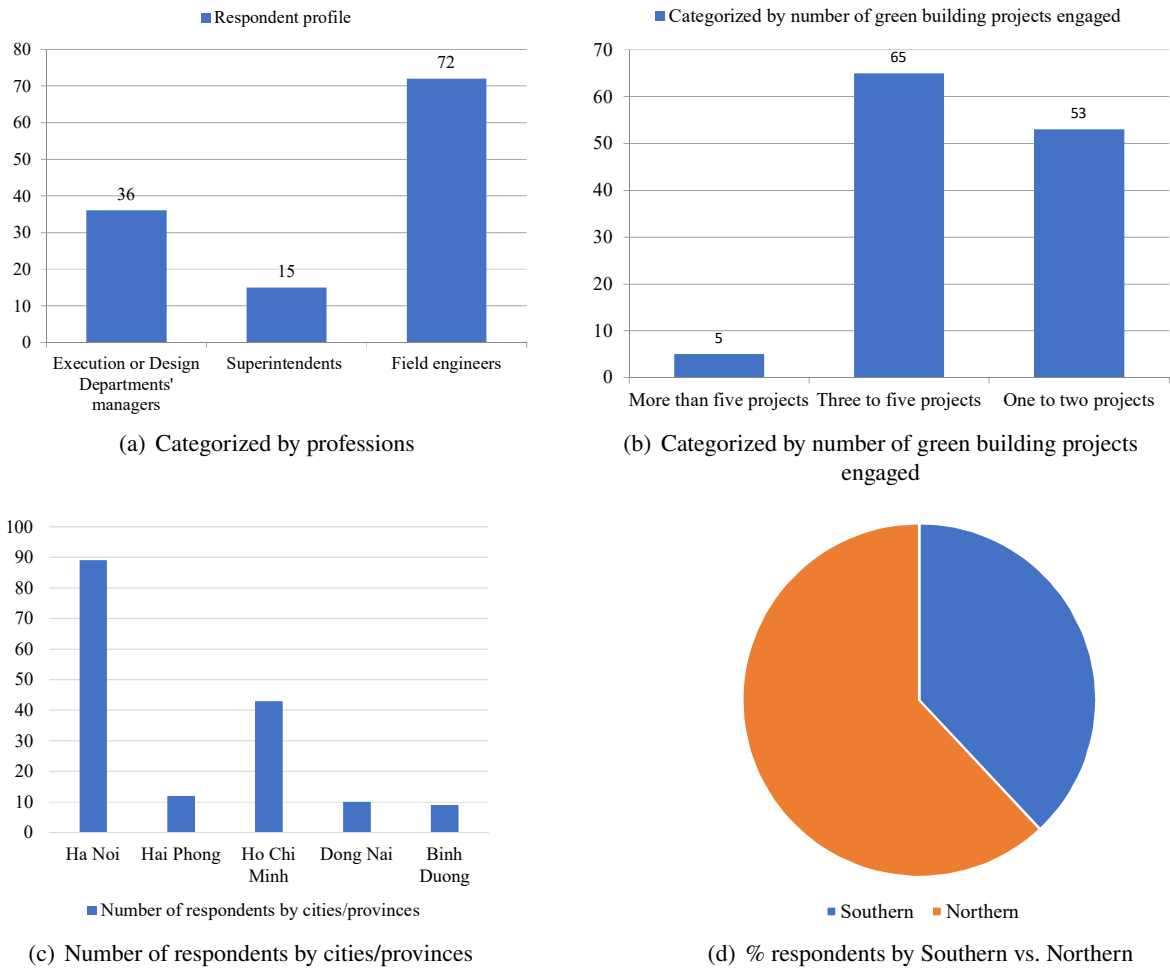 Respondent profile
80
70
60
50
40
30
20
10
0
36
15
72
Execution or Design
Departments'
managers
Superintendents
Field engineers
(a) Categorized by professions
Categorized by number of green building projects engaged
70
60
50
40
30
20
10
0
5
65
53
More than five projects
Three to five projects
One to two projects
(b) Categorized by number of green building projects
engaged
100
90
80
70
60
50
40
30
20
10
0
Ha Noi
Hai Phong
Ho Chi
Minh
Dong Nai
Binh
Duong
Number of respondents by cities/provinces
(c) Number of respondents by cities/provinces
Southern
Northern
(d) % respondents by Southern vs. Northern